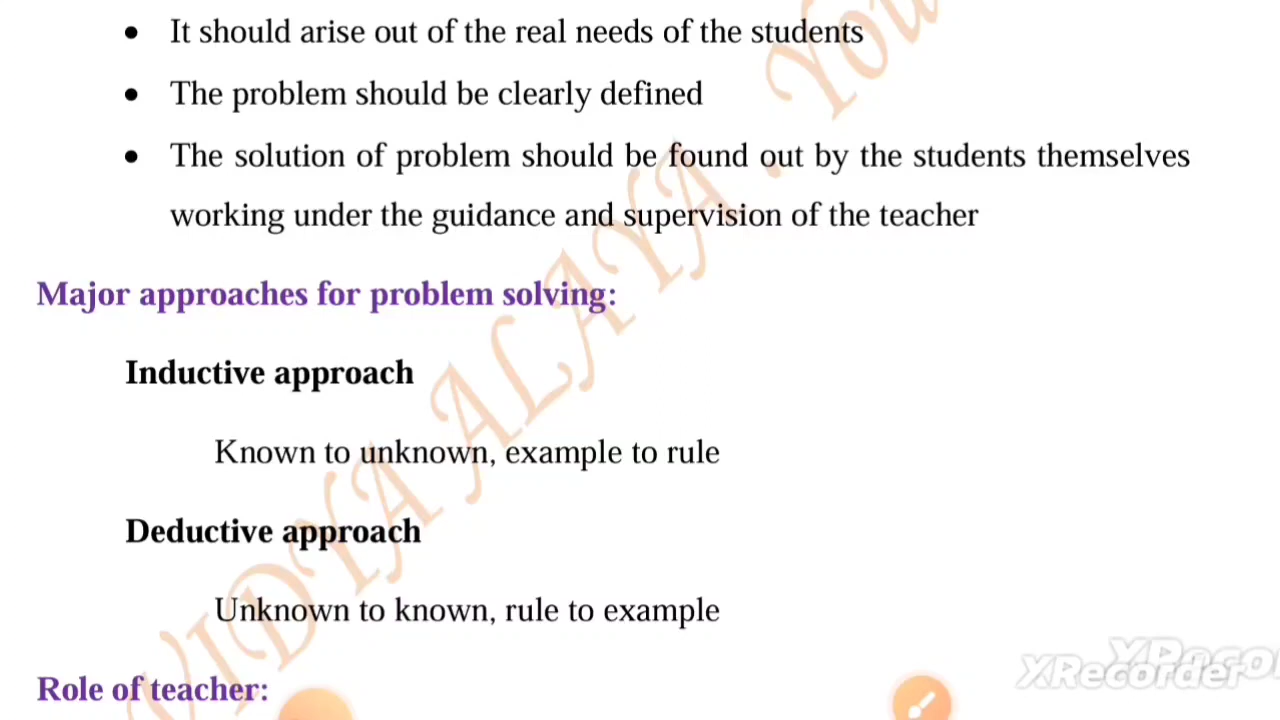 • It should arise out of the real needs of the students
• The problem should be clearly defined
• The solution of problem should be found out by the students themselves
working under the guidance and supervision of the teacher
Major approaches for problem solving:
Inductive approach
Known to unknown, example to rule
Deductive approach
Unknown to known, rule to example
Role of teacher:
VIDYA ALAYA - You
XRecorder
XRecor